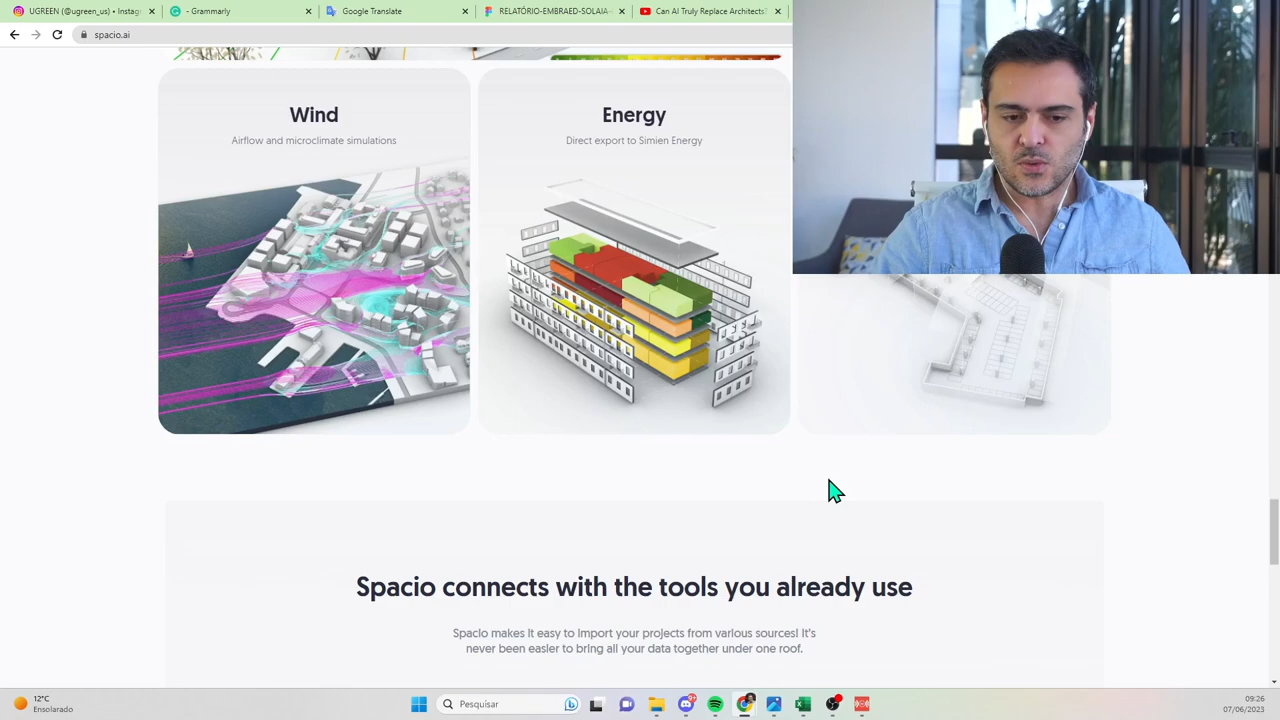 UGREEN (@ugreen_us) • Instag
- Grammarly
Google Translate
RELATÓRIO-EMBRAED-SOLAIA-
Can AI Truly Replace Architects?
spacio.ai
Wind
Airflow and microclimate simulations
Energy
Direct export to Simien Energy
Spacio connects with the tools you already use
Spacio makes it easy to import your projects from various sources! It's
never been easier to bring all your data together under one roof.
12°C
Ensolarado
Pesquisar
09:26
07/06/2023